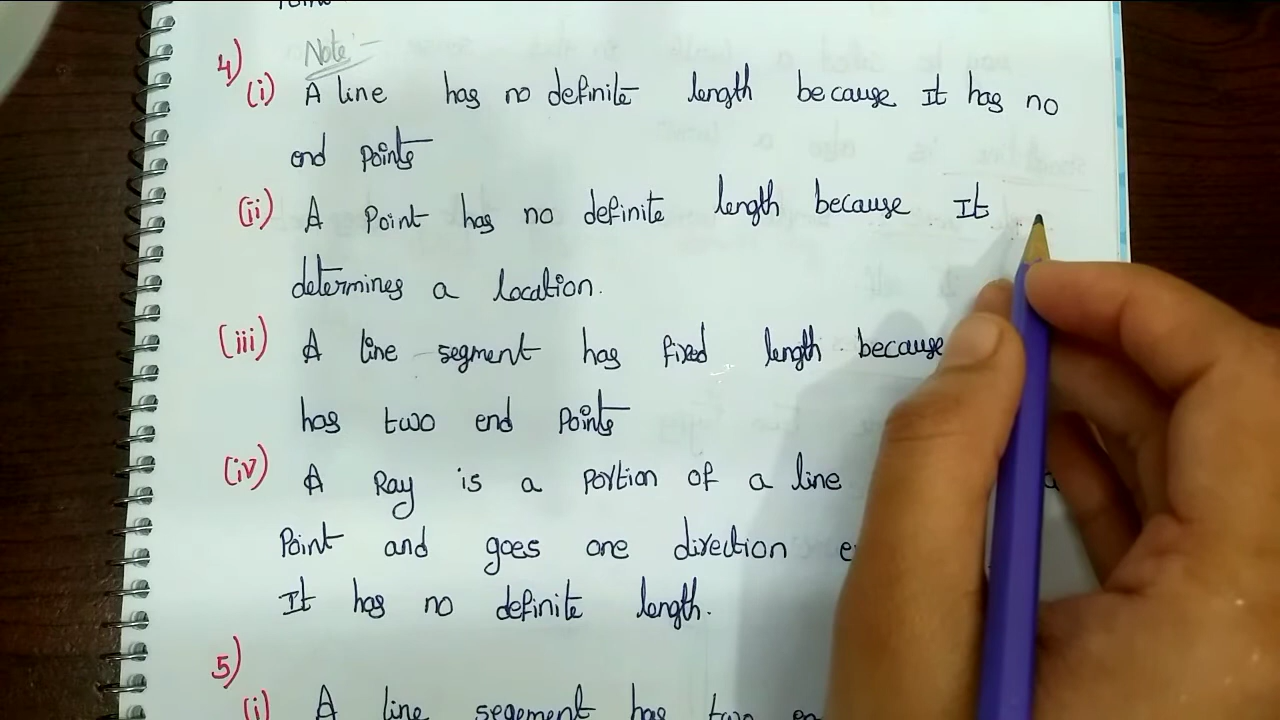 4) Note:-
(i) A line has no definite length because It has no
end points
(ii) A Point has no definite length because It
determines a location.
(iii) A line segment has fixed length because
has two end Points
(iv) A Ray is a portion of a line a
Point and goes one direction
It has no definite length.
5)
(i) A line segment has two